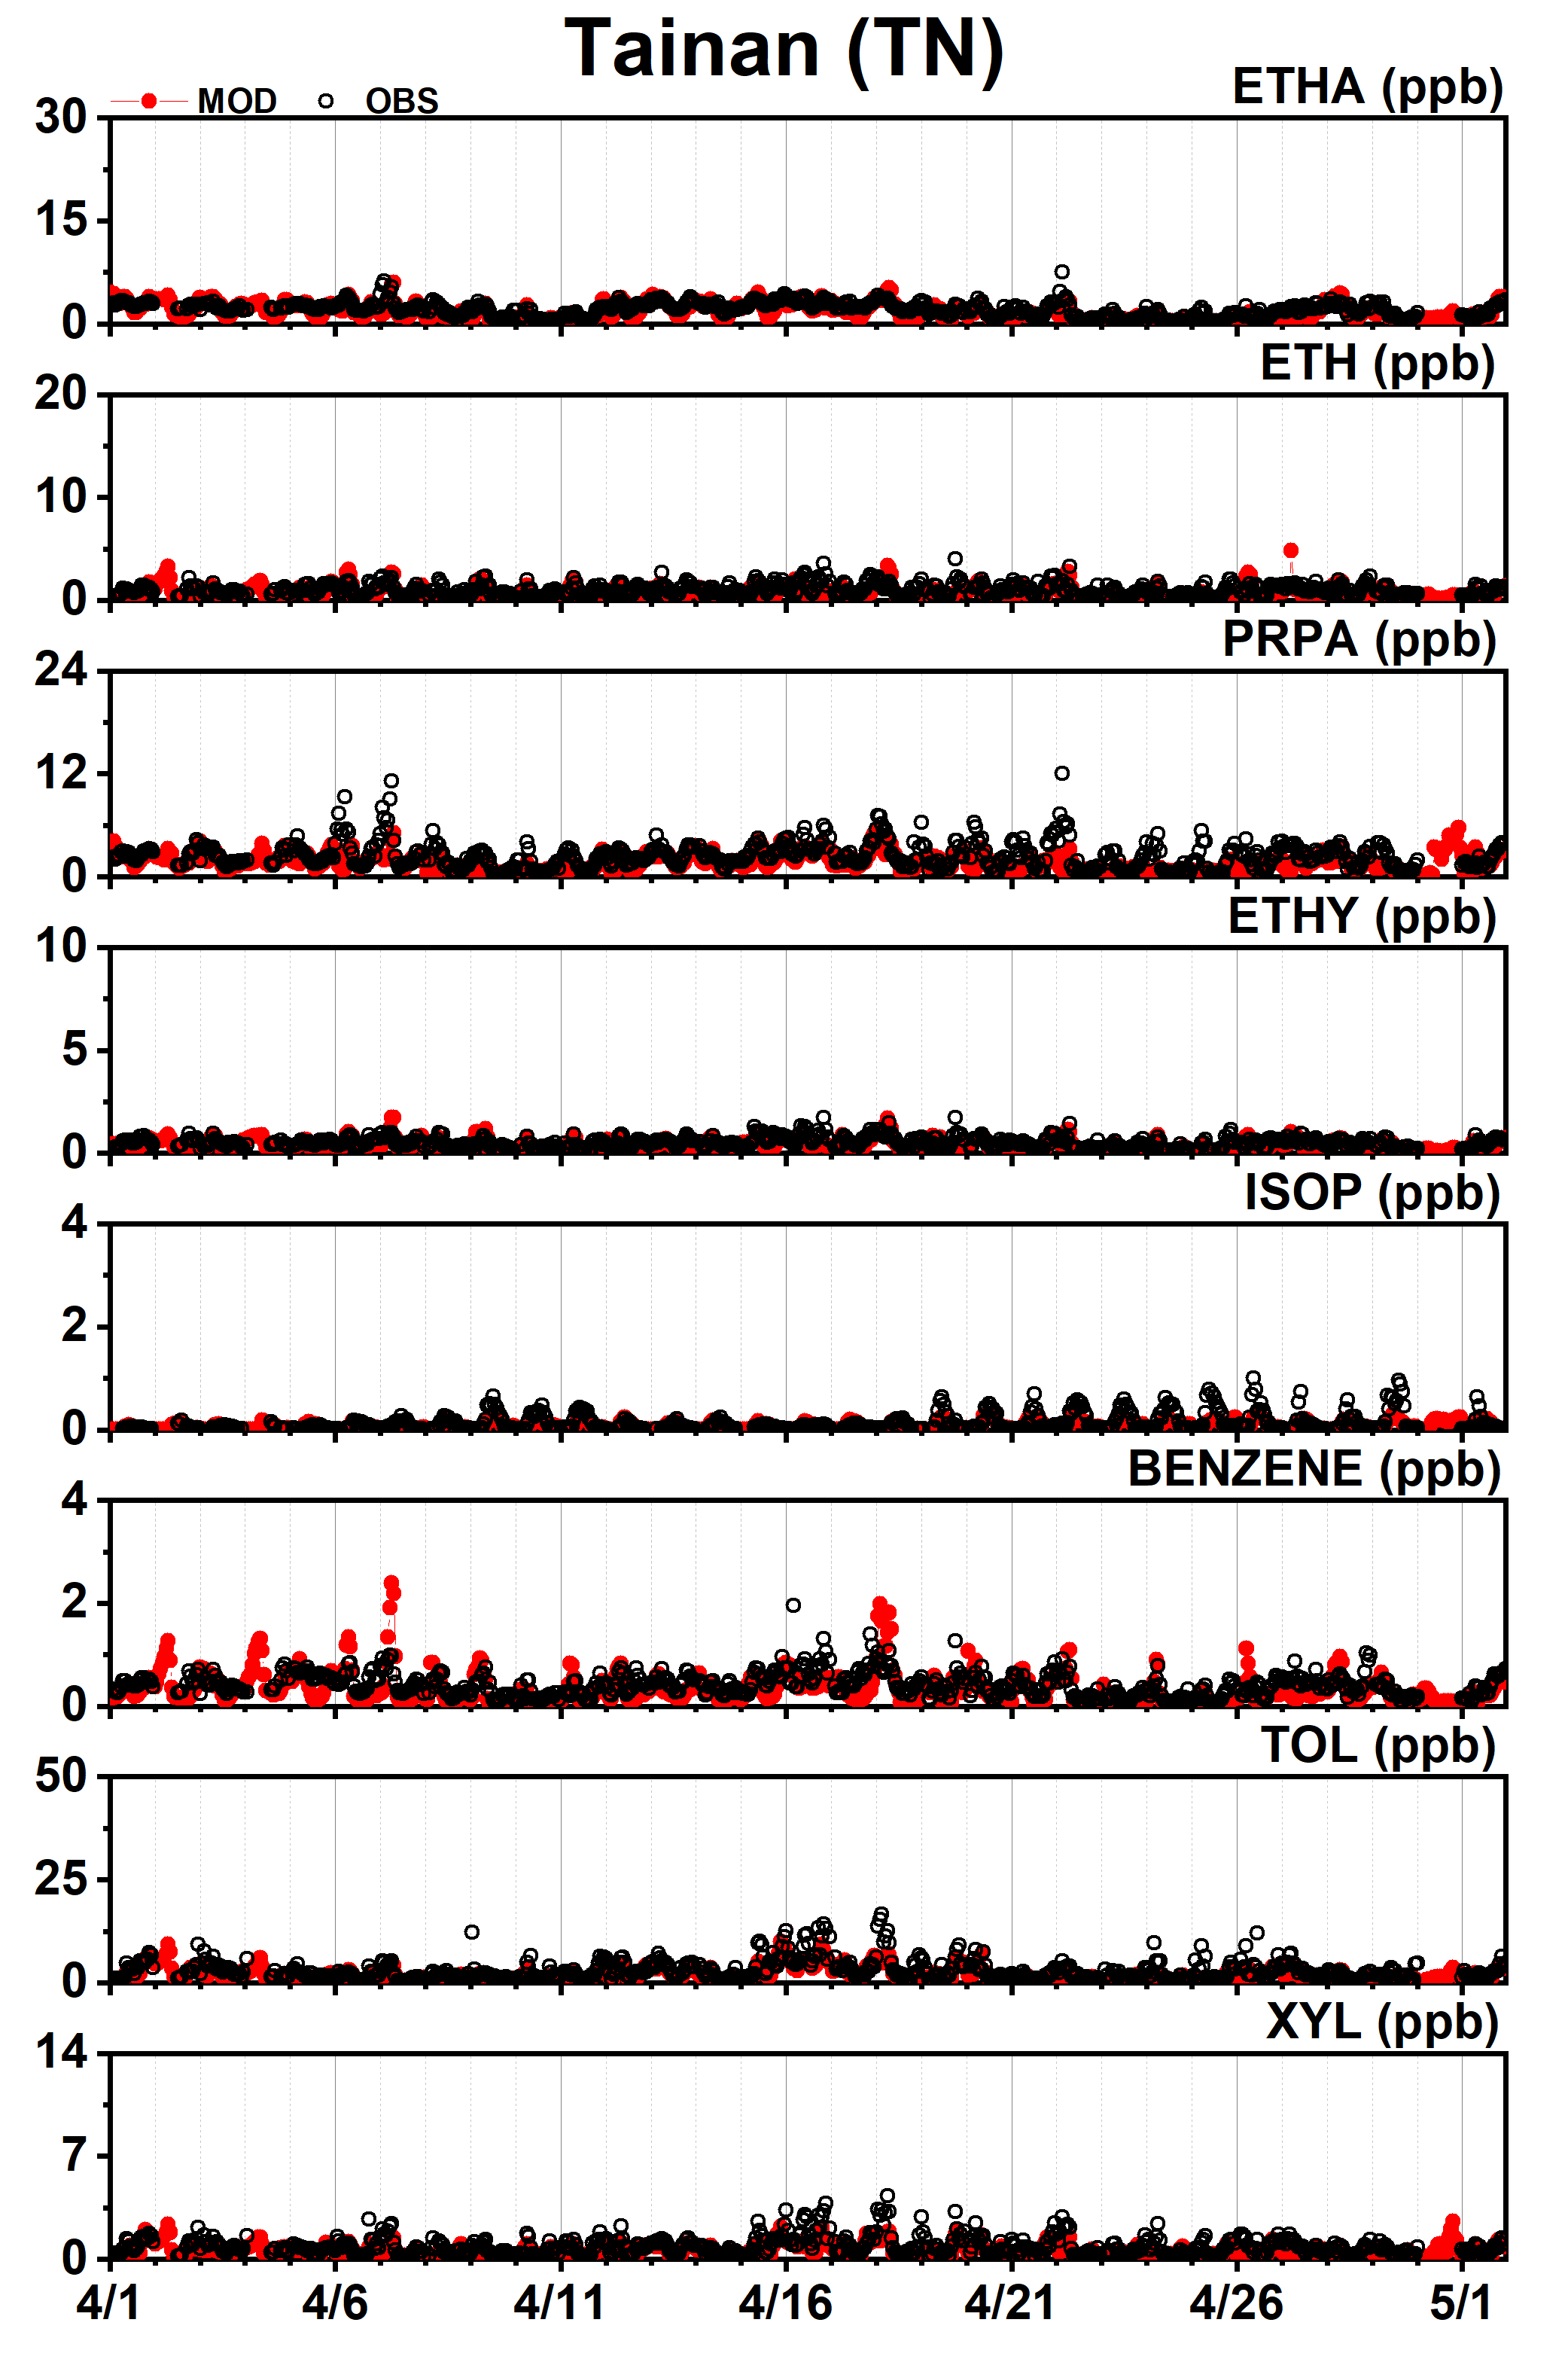 Tainan (TN)
ETHA (ppb)
MOD OBS
30
15
0
ETH (ppb)
20
10
0
PRPA (ppb)
24
12
0
ETHY (ppb)
10
5
0
ISOP (ppb)
4
2
0
BENZENE (ppb)
4
2
0
TOL (ppb)
50
25
0
XYL (ppb)
14
7
0
4/1 4/6 4/11 4/16 4/21 4/26 5/1